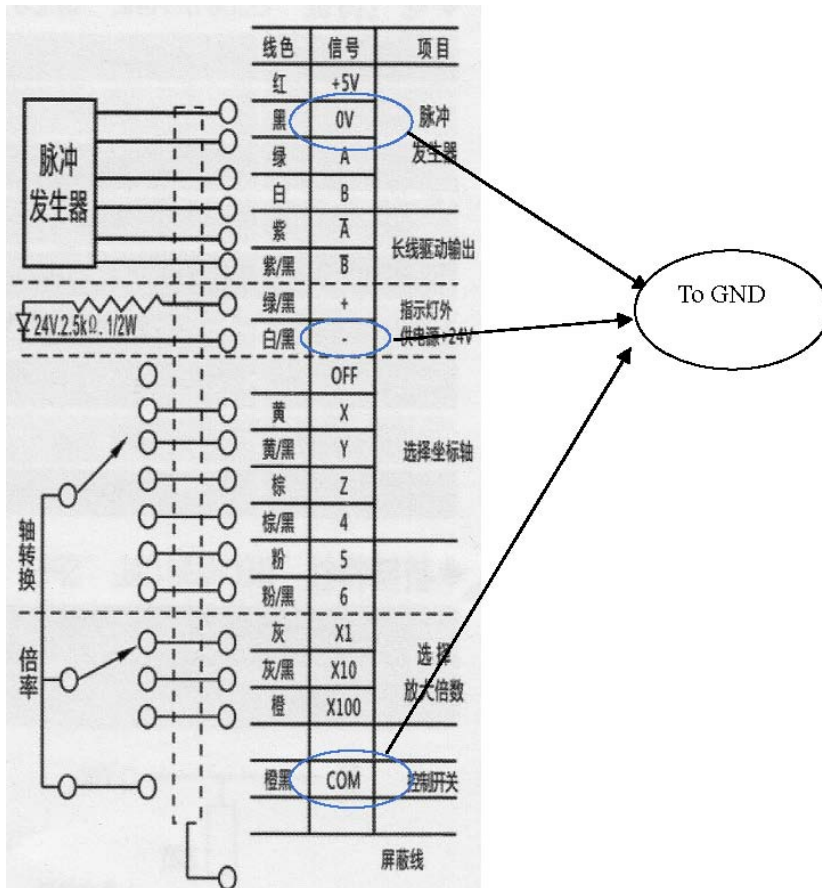 线色 信号 项目
红 +5V
黑 0V 脉冲
发生器
绿 A
脉冲
发生器
白 B
紫 A̅
长线驱动输出
紫/黑 B̅
绿/黑 + 指示灯外
24V.2.5kΩ.1/2W
白/黑 - 供电源+24V
To GND
OFF
黄 X
黄/黑 Y 选择坐标轴
棕 Z
棕/黑 4
轴转换
粉 5
粉/黑 6
灰 X1
倍率
灰/黑 X10 选择
放大倍数
橙 X100
橙黑 COM 控制开关
屏蔽线